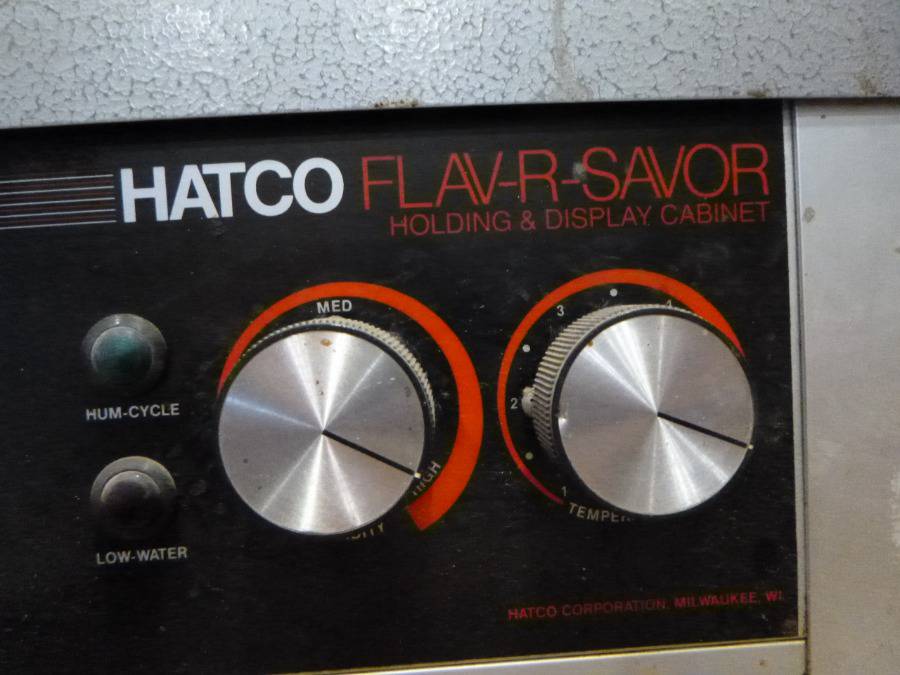 HATCO FLAV-R-SAVOR
HOLDING & DISPLAY CABINET
MED
3
2
1
HUM-CYCLE
HIGH
LOW-WATER
HATCO CORPORATION, MILWAUKEE, WI.